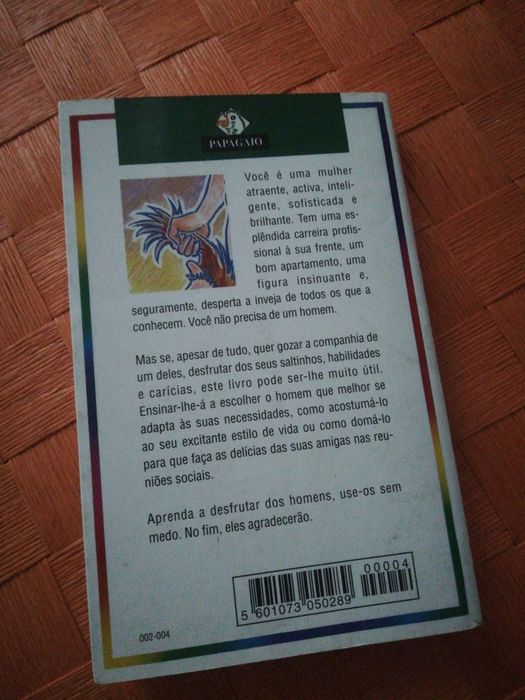 PAPAGAIO
Você é uma mulher
atraente, activa, inteli-
gente, sofisticada e
brilhante. Tem uma es-
plêndida carreira profis-
sional à sua frente, um
bom apartamento, uma
figura insinuante e,
seguramente, desperta a inveja de todos os que a
conhecem. Você não precisa de um homem.
Mas se, apesar de tudo, quer gozar a companhia de
um deles, desfrutar dos seus saltinhos, habilidades
e carícias, este livro pode ser-lhe muito útil.
Ensinar-lhe-á a escolher o homem que melhor se
adapta às suas necessidades, como acostumá-lo
ao seu excitante estilo de vida ou como domá-lo
para que faça as delícias das suas amigas nas reu-
niões sociais.
Aprenda a desfrutar dos homens, use-os sem
medo. No fim, eles agradecerão.
00004
5 601073 050289
002-004